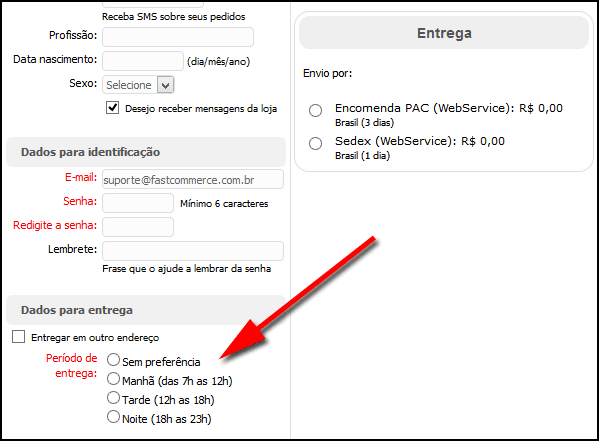 Receba SMS sobre seus pedidos
Profissão:
Data nascimento: (dia/mês/ano)
Sexo: Selecione
Desejo receber mensagens da loja
Dados para identificação
E-mail: suporte@fastcommerce.com.br
Senha: Mínimo 6 caracteres
Redigite a senha:
Lembrete:
Frase que o ajude a lembrar da senha
Dados para entrega
Entregar em outro endereço
Período de
entrega:
Sem preferência
Manhã (das 7h as 12h)
Tarde (12h as 18h)
Noite (18h as 23h)
Entrega
Envio por:
Encomenda PAC (WebService): R$ 0,00
Brasil (3 dias)
Sedex (WebService): R$ 0,00
Brasil (1 dia)